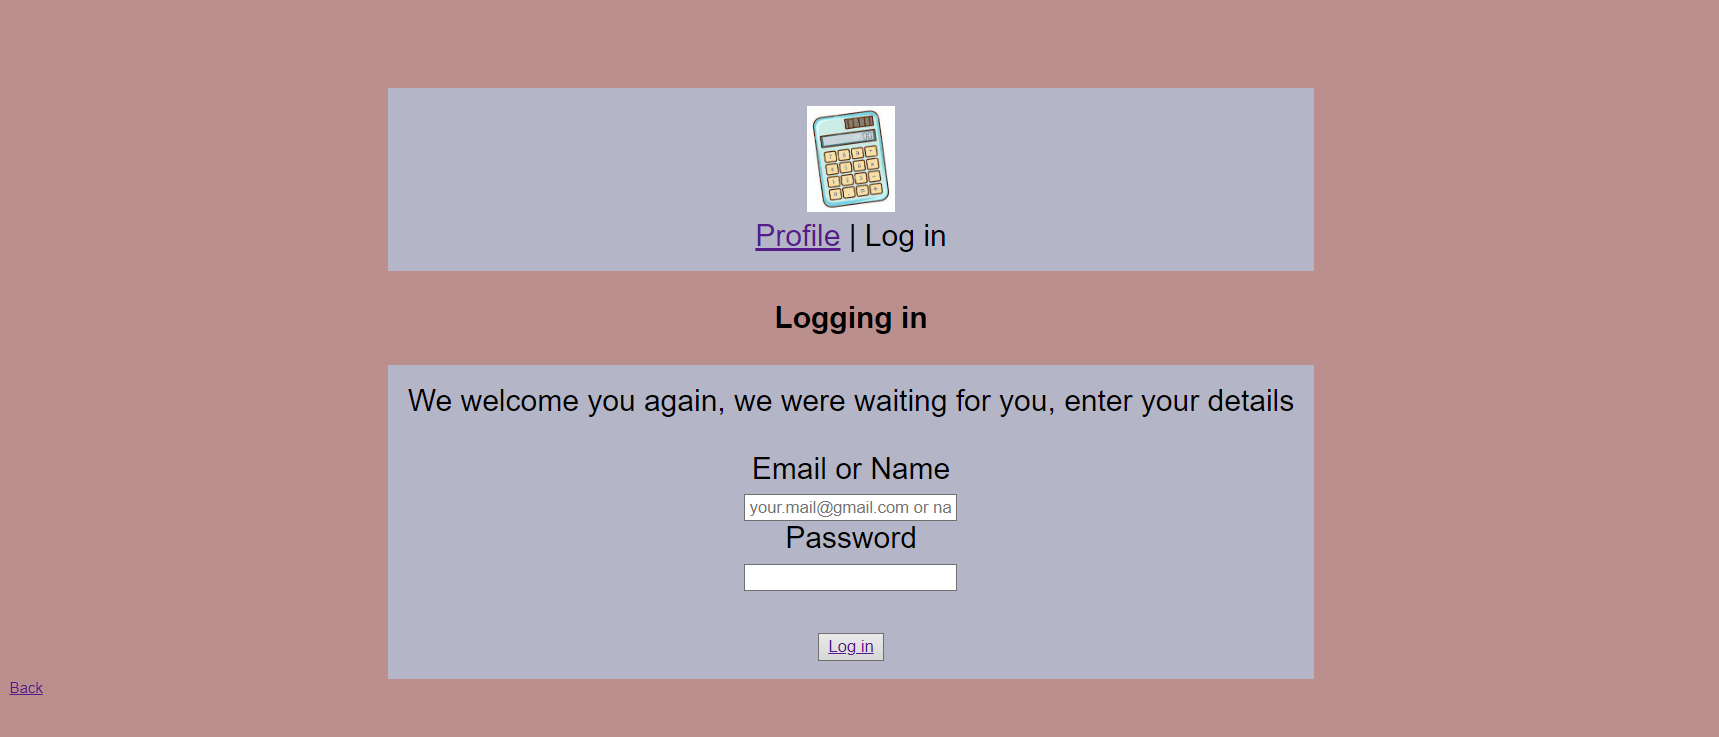 Profile | Log in
Logging in
We welcome you again, we were waiting for you, enter your details
Email or Name
your.mail@gmail.com or na
Password
Log in
Back